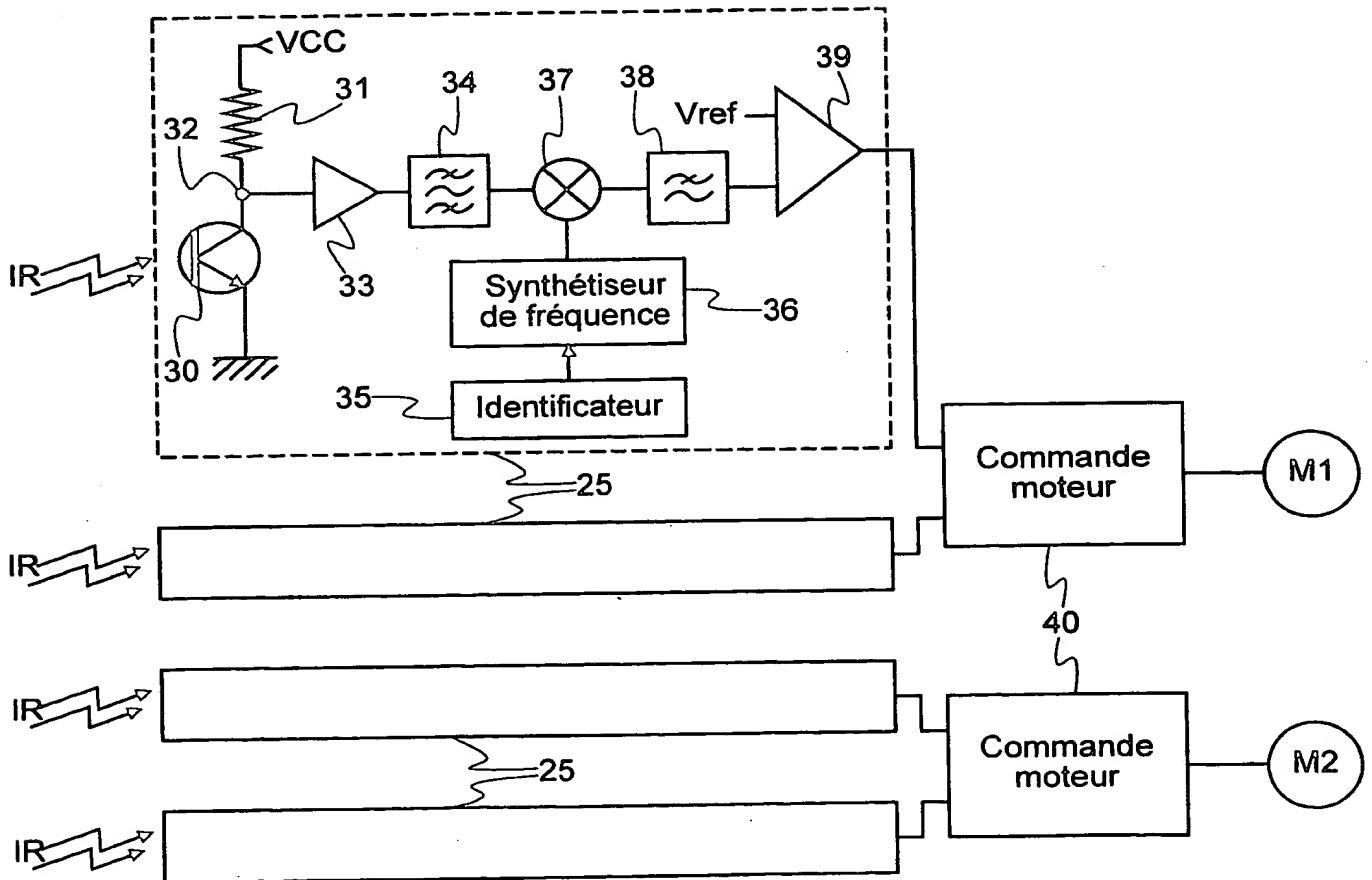 VCC
31
32
34
37
38
39
Vref
IR
30
33
Synthétiseur
de fréquence
36
35
Identificateur
25
Commande
moteur
M1
IR
40
IR
25
Commande
moteur
M2
IR